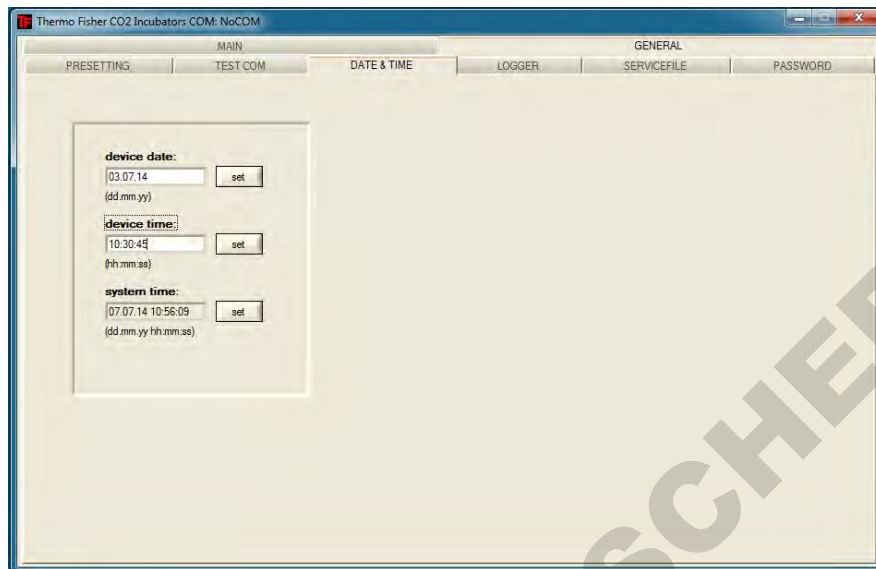 TF Thermo Fisher CO2 Incubators COM: NoCOM
MAIN GENERAL
PRESETTING TEST COM DATE & TIME LOGGER SERVICEFILE PASSWORD
device date:
03.07.14 set
(dd.mm.yy)
device time:
10:30:45 set
(hh:mm:ss)
system time:
07.07.14 10:56:09 set
(dd.mm.yy hh:mm:ss)